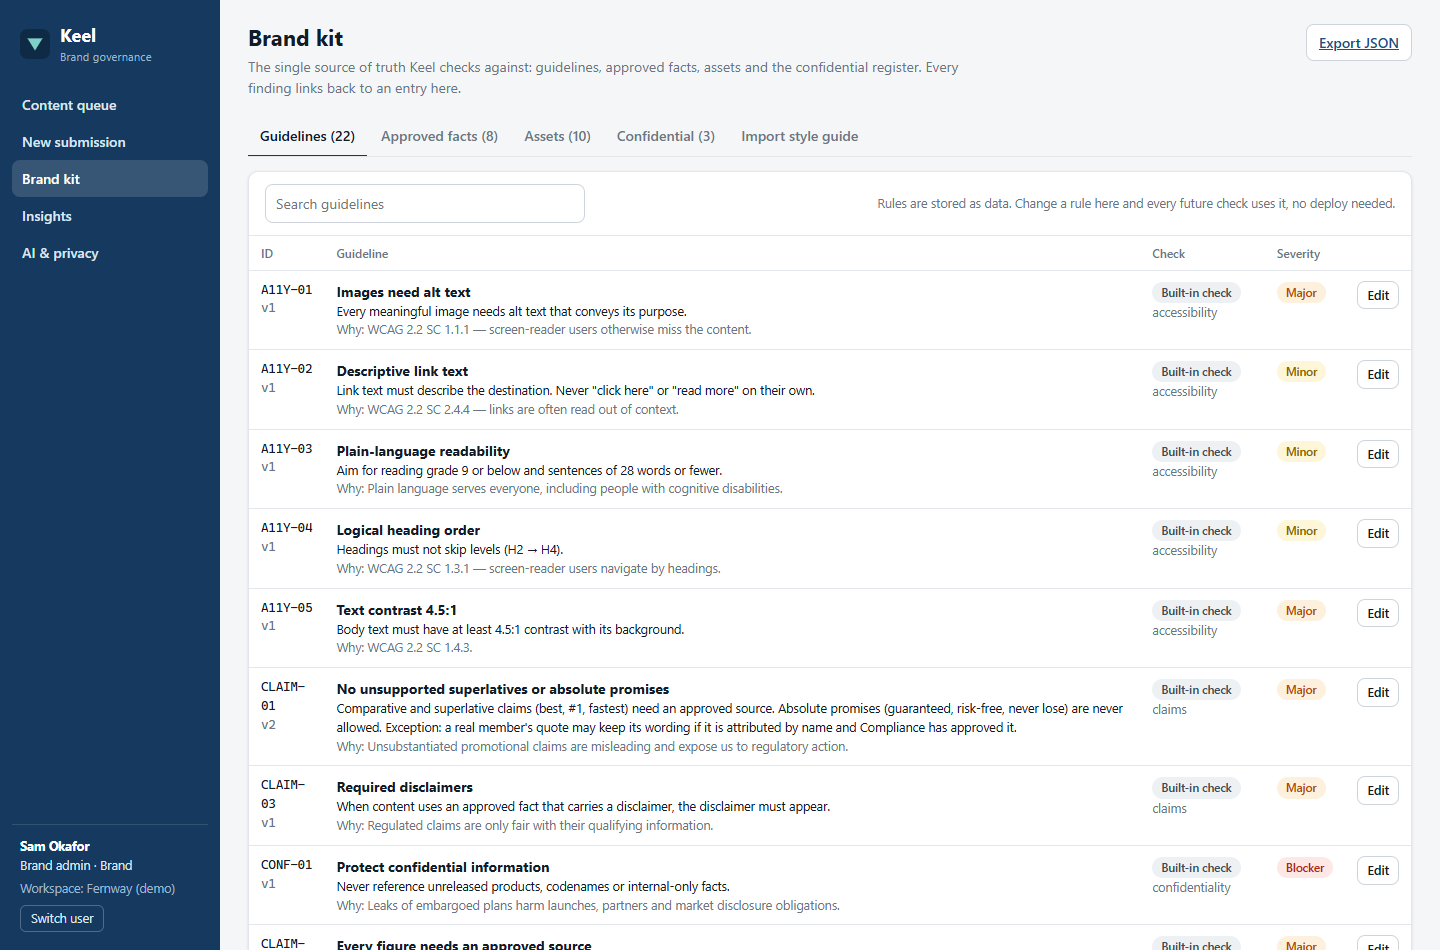 Keel
Brand governance
Content queue
New submission
Brand kit
Insights
AI & privacy
Sam Okafor
Brand admin · Brand
Workspace: Fernway (demo)
Switch user
Brand kit
The single source of truth Keel checks against: guidelines, approved facts, assets and the confidential register. Every
finding links back to an entry here.
Export JSON
Guidelines (22) Approved facts (8) Assets (10) Confidential (3) Import style guide
Search guidelines
Rules are stored as data. Change a rule here and every future check uses it, no deploy needed.
ID Guideline Check Severity
A11Y-01
v1
Images need alt text
Every meaningful image needs alt text that conveys its purpose.
Why: WCAG 2.2 SC 1.1.1 — screen-reader users otherwise miss the content.
Built-in check
accessibility
Major
Edit
A11Y-02
v1
Descriptive link text
Link text must describe the destination. Never "click here" or "read more" on their own.
Why: WCAG 2.2 SC 2.4.4 — links are often read out of context.
Built-in check
accessibility
Minor
Edit
A11Y-03
v1
Plain-language readability
Aim for reading grade 9 or below and sentences of 28 words or fewer.
Why: Plain language serves everyone, including people with cognitive disabilities.
Built-in check
accessibility
Minor
Edit
A11Y-04
v1
Logical heading order
Headings must not skip levels (H2 → H4).
Why: WCAG 2.2 SC 1.3.1 — screen-reader users navigate by headings.
Built-in check
accessibility
Minor
Edit
A11Y-05
v1
Text contrast 4.5:1
Body text must have at least 4.5:1 contrast with its background.
Why: WCAG 2.2 SC 1.4.3.
Built-in check
accessibility
Major
Edit
CLAIM-
01
v2
No unsupported superlatives or absolute promises
Comparative and superlative claims (best, #1, fastest) need an approved source. Absolute promises (guaranteed, risk-free, never lose) are never
allowed. Exception: a real member's quote may keep its wording if it is attributed by name and Compliance has approved it.
Why: Unsubstantiated promotional claims are misleading and expose us to regulatory action.
Built-in check
claims
Major
Edit
CLAIM-
03
v1
Required disclaimers
When content uses an approved fact that carries a disclaimer, the disclaimer must appear.
Why: Regulated claims are only fair with their qualifying information.
Built-in check
claims
Major
Edit
CONF-01
v1
Protect confidential information
Never reference unreleased products, codenames or internal-only facts.
Why: Leaks of embargoed plans harm launches, partners and market disclosure obligations.
Built-in check
confidentiality
Blocker
Edit
CLAIM-
Every figure needs an approved source
Built-in check
Major
Edit